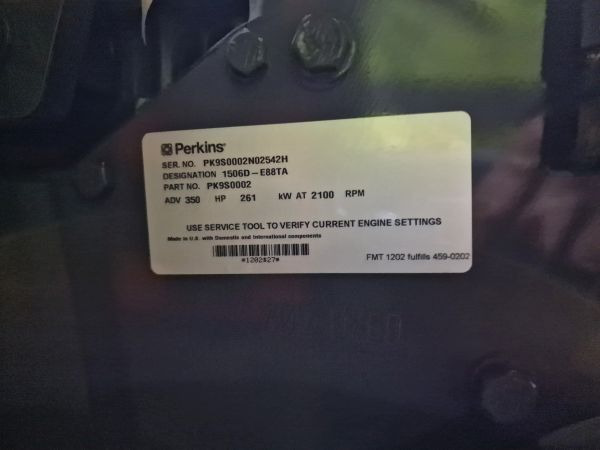 Perkins
SER. NO. PK9S0002N02542H
DESIGNATION 1506D-E88TA
PART NO. PK9S0002
ADV 350 HP 261 kW AT 2100 RPM
USE SERVICE TOOL TO VERIFY CURRENT ENGINE SETTINGS
Made in U.S. with Domestic and International components
*1202#27*
FMT 1202 fulfills 459-0202